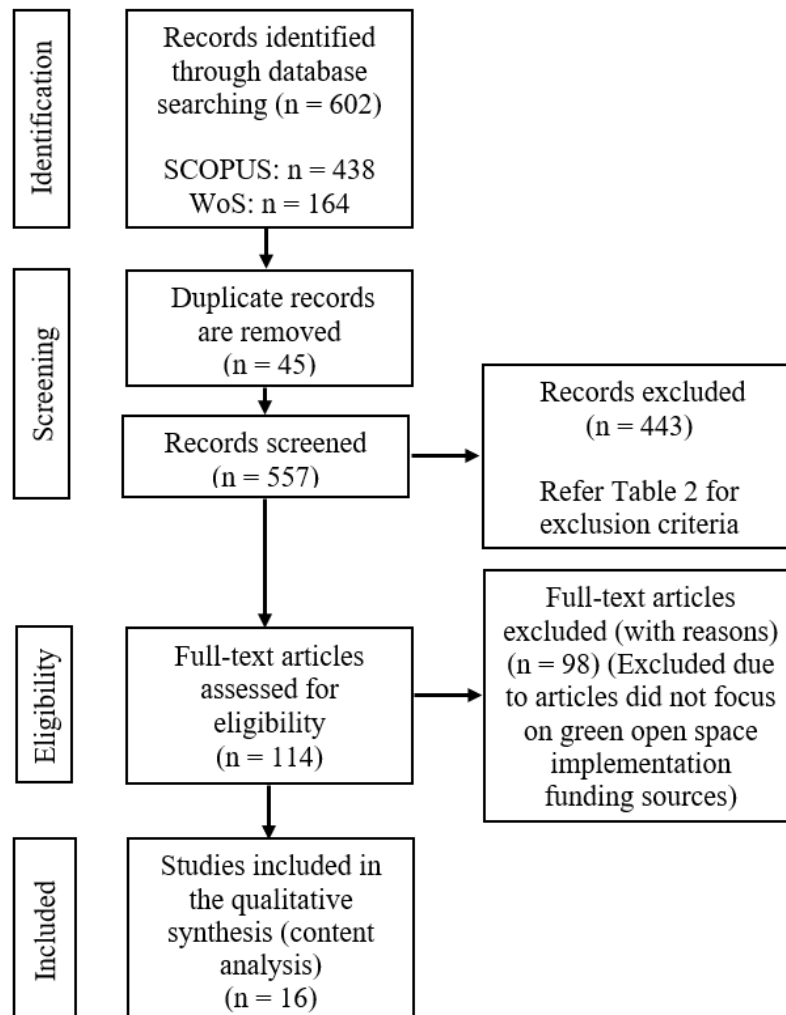 Identification
Records identified
through database
searching (n = 602)
SCOPUS: n = 438
WoS: n = 164
Screening
Duplicate records
are removed
(n = 45)
Records screened
(n = 557)
Records excluded
(n = 443)
Refer Table 2 for
exclusion criteria
Eligibility
Full-text articles
assessed for
eligibility
(n = 114)
Full-text articles
excluded (with reasons)
(n = 98) (Excluded due
to articles did not focus
on green open space
implementation
funding sources)
Included
Studies included in
the qualitative
synthesis (content
analysis)
(n = 16)